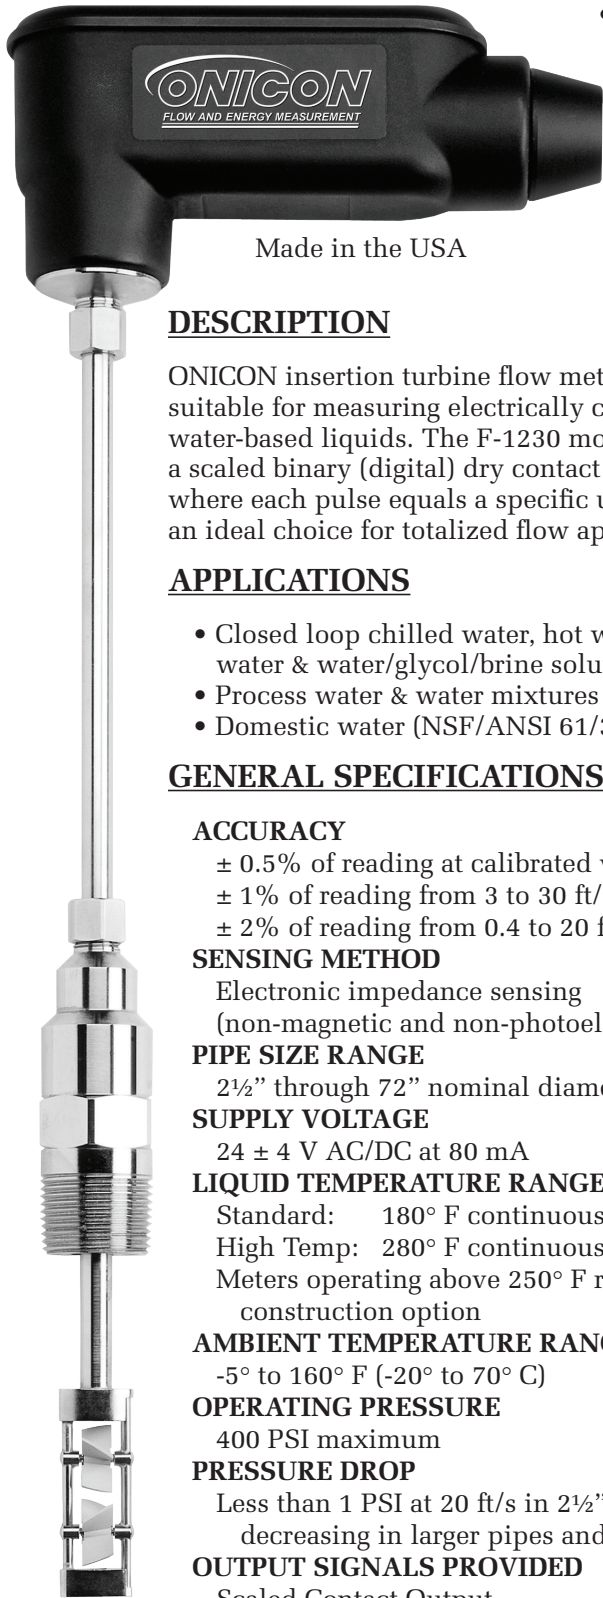 •
ONICON
FLOW AND ENERGY MEASUREMENT
Made in the USA
DESCRIPTION
ONICON insertion turbine flow met
suitable for measuring electrically c
water-based liquids. The F-1230 mo
a scaled binary (digital) dry contact
where each pulse equals a specific u
an ideal choice for totalized flow ap
APPLICATIONS
• Closed loop chilled water, hot w
water & water/glycol/brine solu
• Process water & water mixtures
• Domestic water (NSF/ANSI 61/3
GENERAL SPECIFICATIONS
ACCURACY
± 0.5% of reading at calibrated v
± 1% of reading from 3 to 30 ft/
± 2% of reading from 0.4 to 20 f
SENSING METHOD
Electronic impedance sensing
(non-magnetic and non-photoel
PIPE SIZE RANGE
2½” through 72” nominal diame
SUPPLY VOLTAGE
24 ± 4 V AC/DC at 80 mA
LIQUID TEMPERATURE RANGE
Standard: 180° F continuous
High Temp: 280° F continuous
Meters operating above 250° F r
construction option
AMBIENT TEMPERATURE RANG
-5° to 160° F (-20° to 70° C)
OPERATING PRESSURE
400 PSI maximum
PRESSURE DROP
Less than 1 PSI at 20 ft/s in 2½”
decreasing in larger pipes and
OUTPUT SIGNALS PROVIDED
Scaled Contact Output